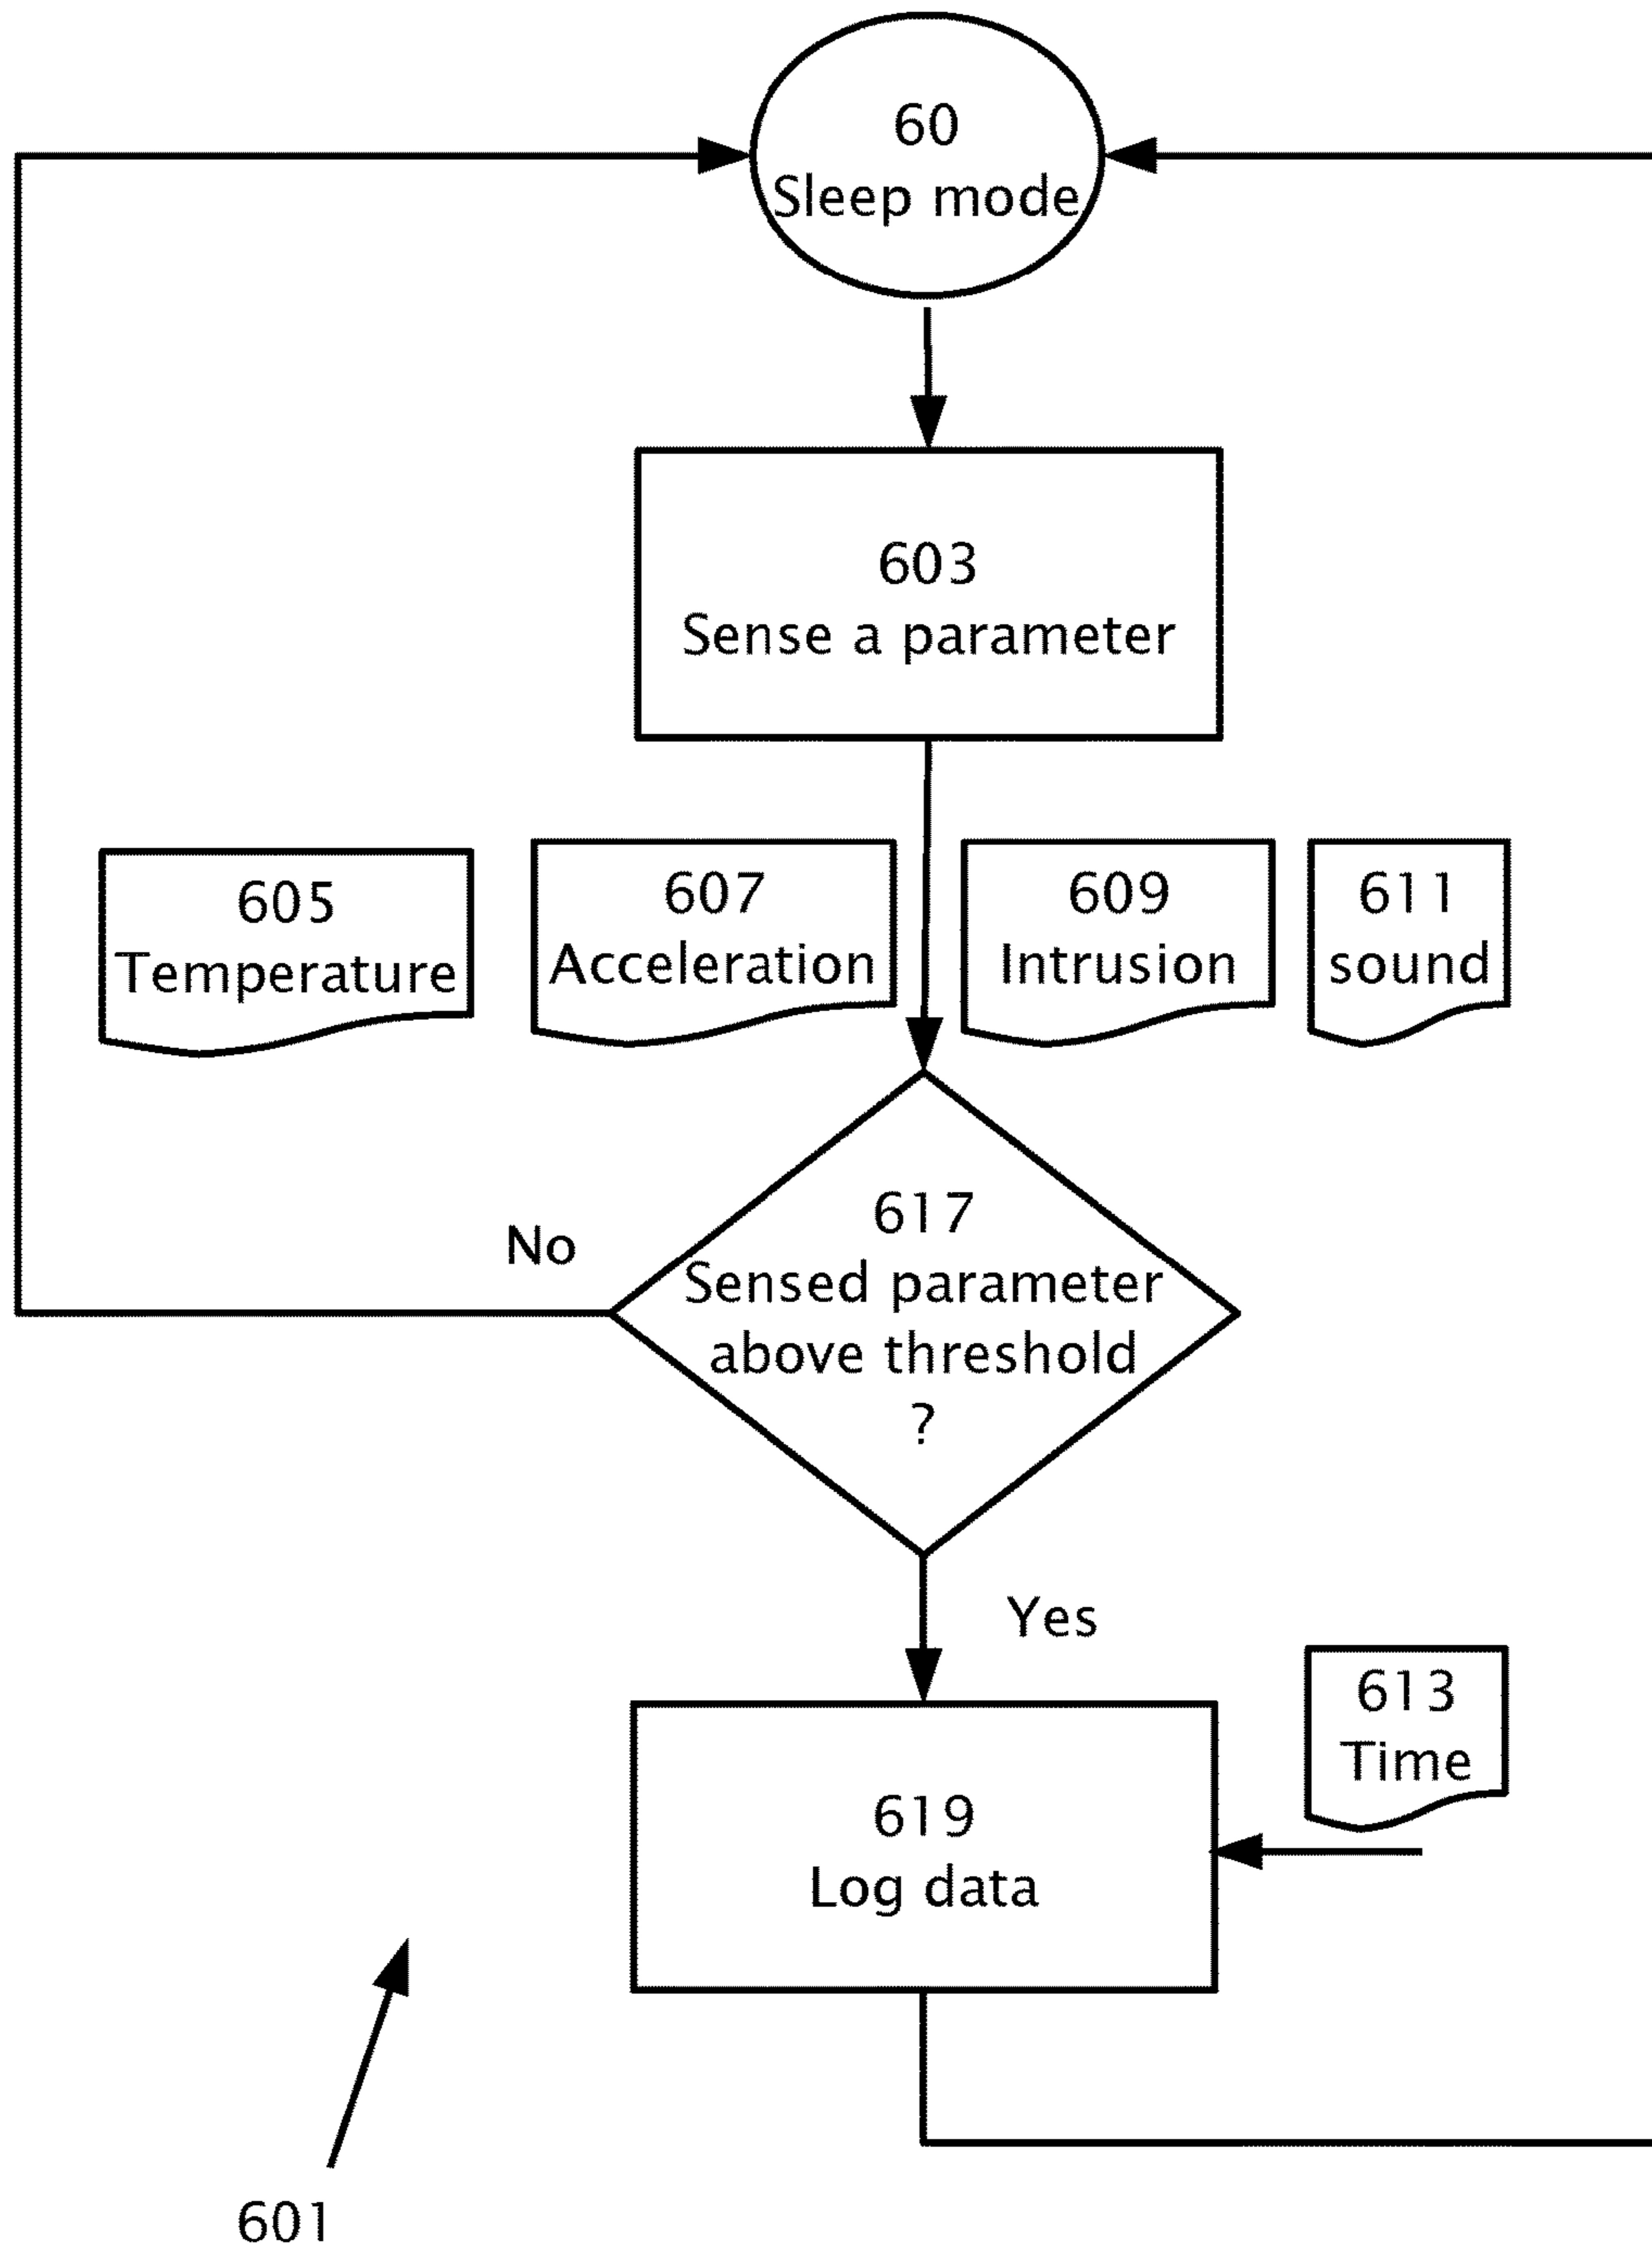 60
Sleep mode
603
Sense a parameter
605
Temperature
607
Acceleration
609
Intrusion
611
sound
617
Sensed parameter
above threshold
?
No
Yes
613
Time
619
Log data
601